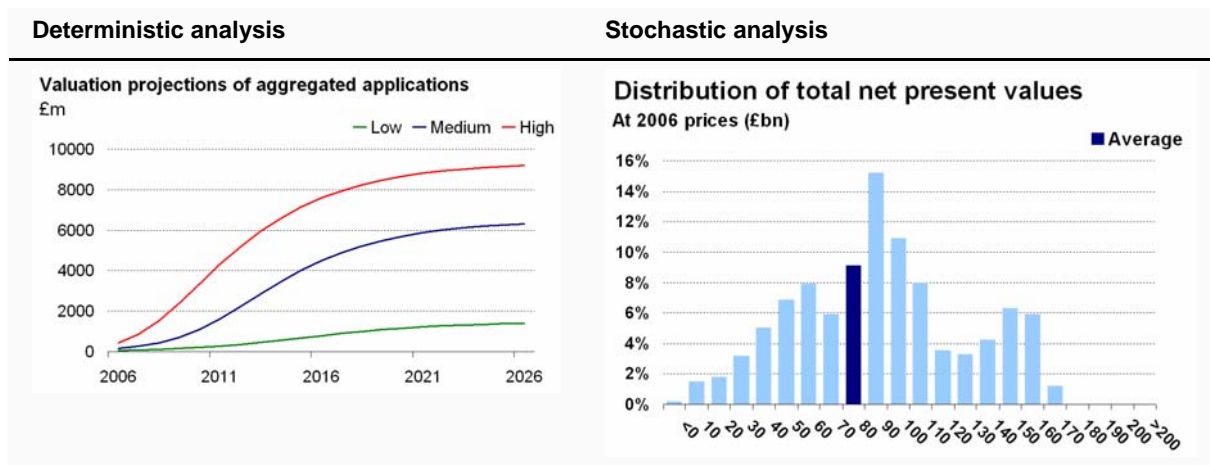 Deterministic analysis
Stochastic analysis
Valuation projections of aggregated applications
£m
Low Medium High
10000
8000
6000
4000
2000
0
2006 2011 2016 2021 2026
Distribution of total net present values
At 2006 prices (£bn)
Average
16%
14%
12%
10%
8%
6%
4%
2%
0%
<0 10 20 30 40 50 60 70 80 90 100 110 120 130 140 150 160 170 180 190 200 >200